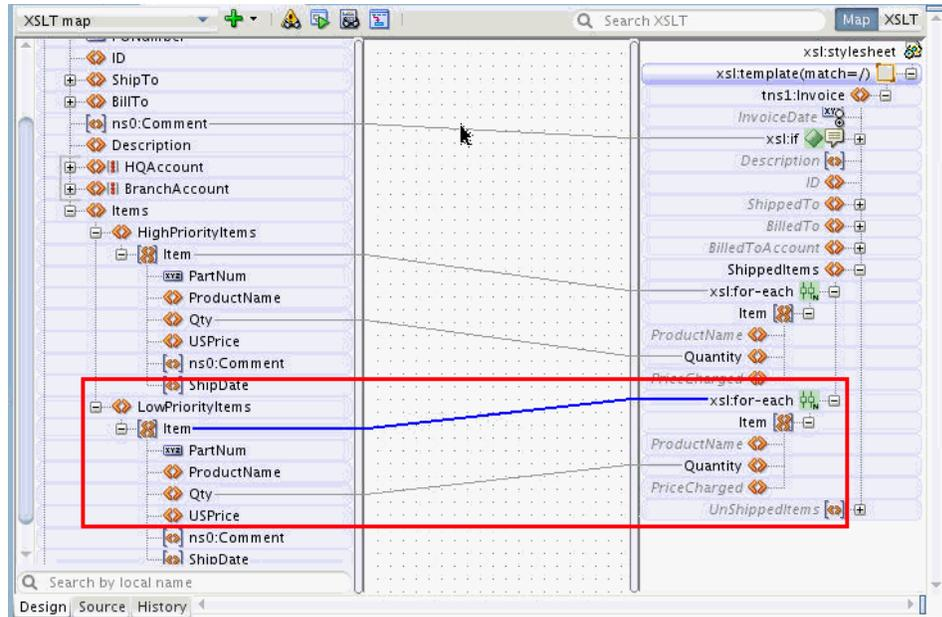 XSLT map
Search XSLT
Map XSLT
ID
ShipTo
BillTo
ns0:Comment
Description
HQAccount
BranchAccount
Items
HighPriorityItems
Item
XYZ PartNum
ProductName
Qty
USPrice
ns0:Comment
ShipDate
LowPriorityItems
Item
XYZ PartNum
ProductName
Qty
USPrice
ns0:Comment
ShipDate
Search by local name
xsl:stylesheet
xsl:template(match=/)
tns1:Invoice
InvoiceDate XYZ
xsl:if
Description
ID
ShippedTo
BilledTo
BilledToAccount
ShippedItems
xsl:for-each
Item
ProductName
Quantity
PriceCharged
xsl:for-each
Item
ProductName
Quantity
PriceCharged
UnShippedItems
Design Source History